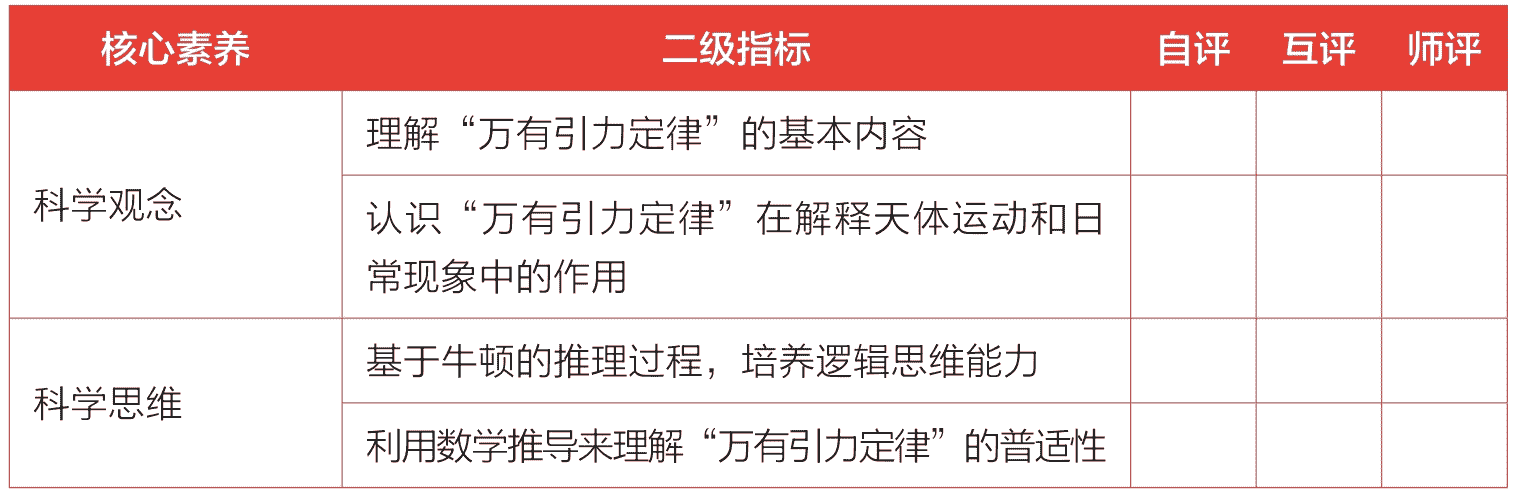 核心素养 二级指标 自评 互评 师评
科学观念
理解“万有引力定律”的基本内容
认识“万有引力定律”在解释天体运动和日
常现象中的作用
科学思维
基于牛顿的推理过程，培养逻辑思维能力
利用数学推导来理解“万有引力定律”的普适性